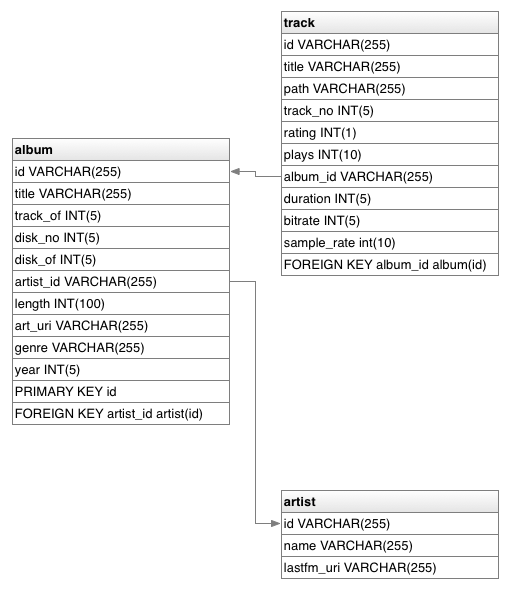 track
id VARCHAR(255)
title VARCHAR(255)
path VARCHAR(255)
track_no INT(5)
rating INT(1)
plays INT(10)
album_id VARCHAR(255)
duration INT(5)
bitrate INT(5)
sample_rate int(10)
FOREIGN KEY album_id album(id)
album
id VARCHAR(255)
title VARCHAR(255)
track_of INT(5)
disk_no INT(5)
disk_of INT(5)
artist_id VARCHAR(255)
length INT(100)
art_uri VARCHAR(255)
genre VARCHAR(255)
year INT(5)
PRIMARY KEY id
FOREIGN KEY artist_id artist(id)
artist
id VARCHAR(255)
name VARCHAR(255)
lastfm_uri VARCHAR(255)